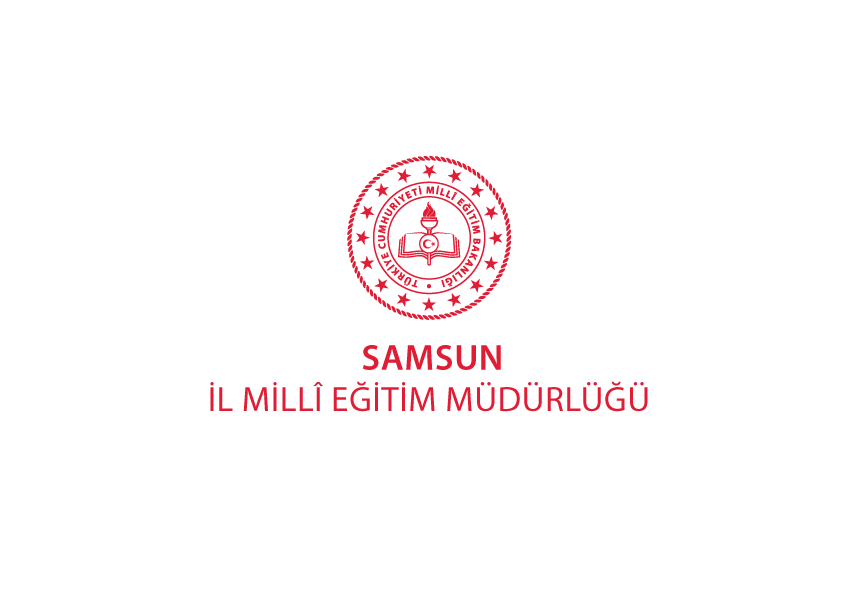 TÜRKİYE CUMHURİYETİ MİLLÎ EĞİTİM BAKANLIĞI
SAMSUN
İL MİLLÎ EĞİTİM MÜDÜRLÜĞÜ